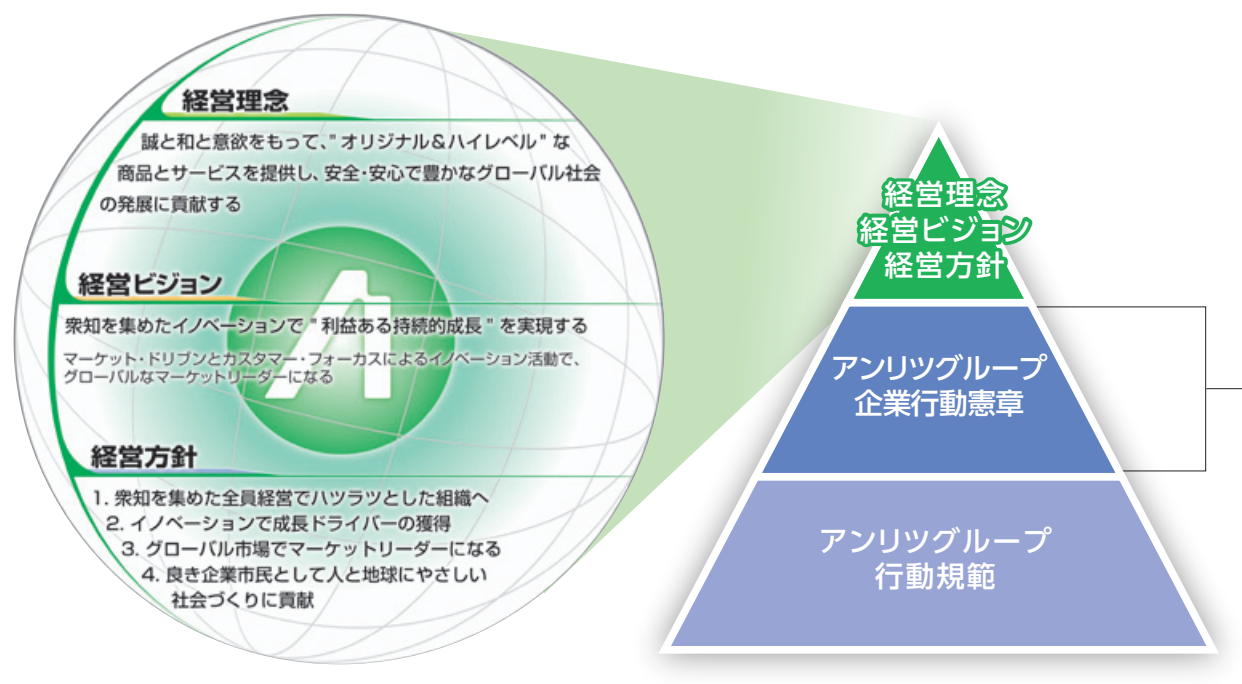 経営理念
誠と和と意欲をもって、"オリジナル&ハイレベル"な
商品とサービスを提供し、安全・安心で豊かなグローバル社会
の発展に貢献する
経営ビジョン
衆知を集めたイノベーションで"利益ある持続的成長"を実現する
マーケット・ドリブンとカスタマー・フォーカスによるイノベーション活動で、
グローバルなマーケットリーダーになる
経営方針
1. 衆知を集めた全員経営でハツラツとした組織へ
2. イノベーションで成長ドライバーの獲得
3. グローバル市場でマーケットリーダーになる
4. 良き企業市民として人と地球にやさしい
社会づくりに貢献
経営理念
経営ビジョン
経営方針
アンリツグループ
企業行動憲章
アンリツグループ
行動規範